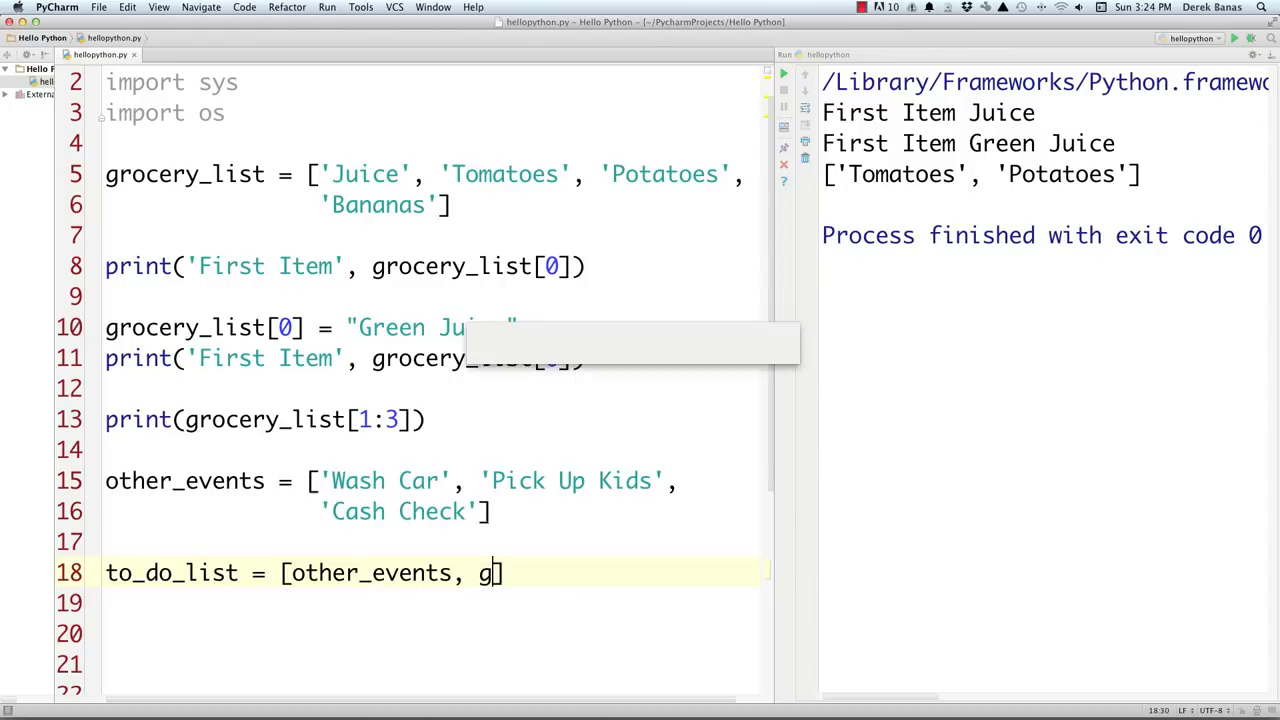 PyCharm File Edit View Navigate Code Refactor Run Tools VCS Window Help 10 Sun 3:24 PM Derek Banas
hellopython.py – Hello Python – [~/PycharmProjects/Hello Python]
Hello Python hellopython.py hellopython
hellopython.py Run hellopython
Hello P
hello
Extern
2 import sys
3 import os
4
5 grocery_list = ['Juice', 'Tomatoes', 'Potatoes',
6 'Bananas']
7
8 print('First Item', grocery_list[0])
9
10 grocery_list[0] = "Green Ju "
11 print('First Item', grocery_
12
13 print(grocery_list[1:3])
14
15 other_events = ['Wash Car', 'Pick Up Kids',
16 'Cash Check']
17
18 to_do_list = [other_events, g]
19
20
21
22
/Library/Frameworks/Python.framewo
First Item Juice
First Item Green Juice
['Tomatoes', 'Potatoes']
Process finished with exit code 0
18:30 LF UTF-8